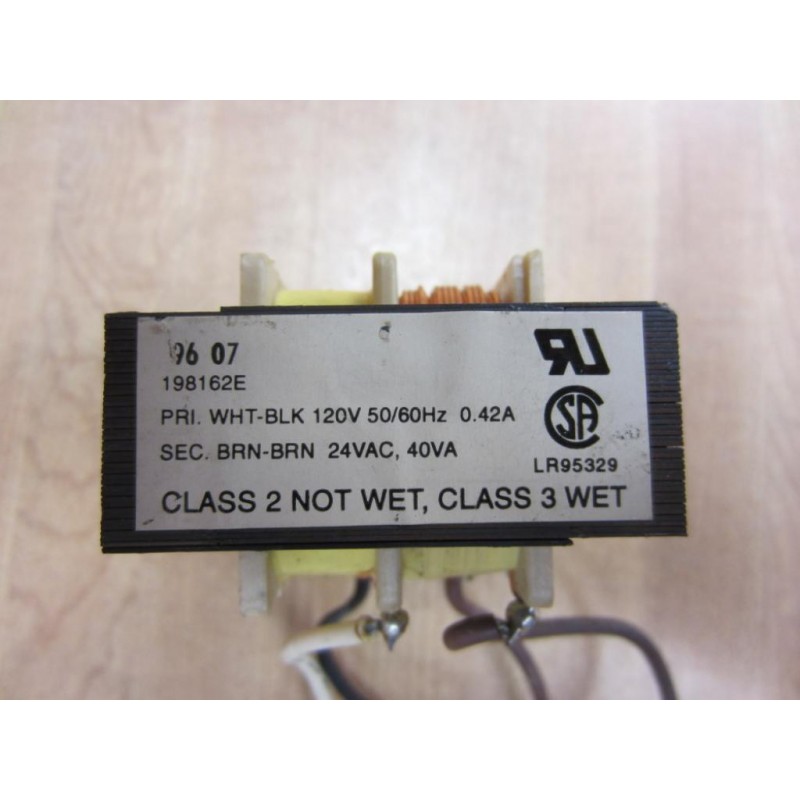 96 07
198162E
PRI. WHT-BLK 120V 50/60Hz 0.42A
SEC. BRN-BRN 24VAC, 40VA
LR95329
CLASS 2 NOT WET, CLASS 3 WET